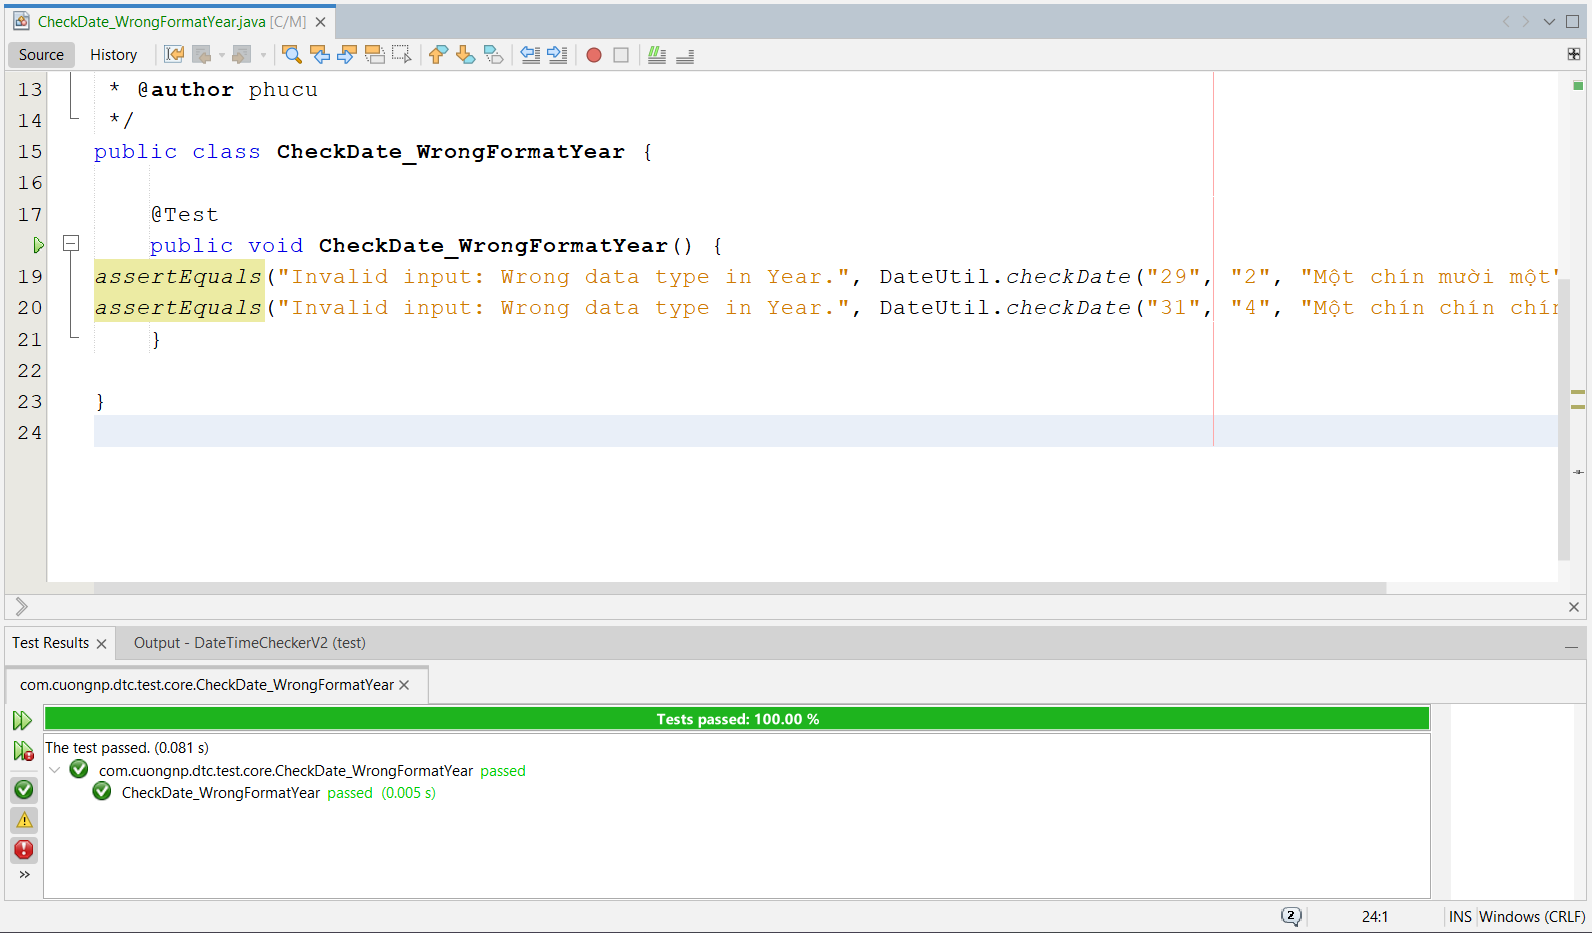 CheckDate_WrongFormatYear.java [C/M]
Source History
13 * @author phucu
14 */
15 public class CheckDate_WrongFormatYear {
16
17 @Test
public void CheckDate_WrongFormatYear() {
19 assertEquals("Invalid input: Wrong data type in Year.", DateUtil.checkDate("29", "2", "Một chín mười một"
20 assertEquals("Invalid input: Wrong data type in Year.", DateUtil.checkDate("31", "4", "Một chín chín chín
21 }
22
23 }
24
Test Results Output - DateTimeCheckerV2 (test)
com.cuongnp.dtc.test.core.CheckDate_WrongFormatYear
Tests passed: 100.00 %
The test passed. (0.081 s)
com.cuongnp.dtc.test.core.CheckDate_WrongFormatYear passed
CheckDate_WrongFormatYear passed (0.005 s)
2 24:1 INS Windows (CRLF)